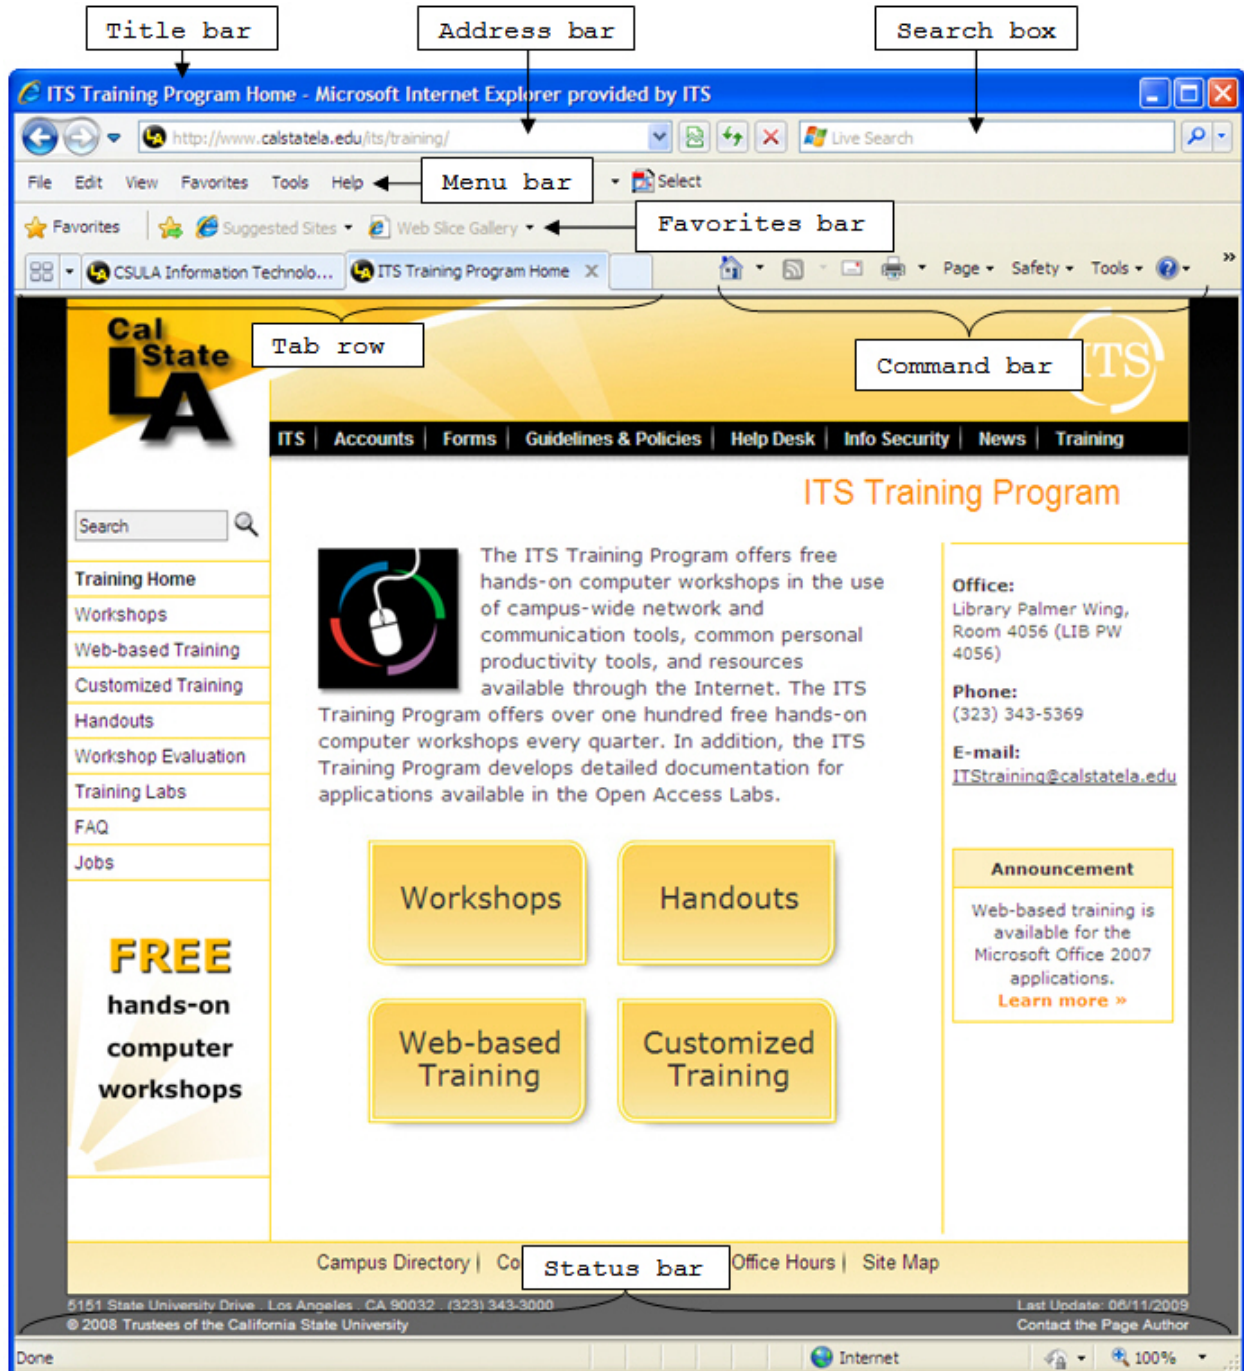 Title bar
Address bar
Search box
ITS Training Program Home - Microsoft Internet Explorer provided by ITS
http://www.calstatela.edu/its/training/
Live Search
File Edit View Favorites Tools Help
Menu bar
Select
Favorites
Suggested Sites
Web Slice Gallery
Favorites bar
CSULA Information Technolo...
ITS Training Program Home
Page
Safety
Tools
Tab row
Command bar
Cal
State
LA
ITS
ITS | Accounts | Forms | Guidelines & Policies | Help Desk | Info Security | News | Training
ITS Training Program
Search
Training Home
Workshops
Web-based Training
Customized Training
Handouts
Workshop Evaluation
Training Labs
FAQ
Jobs
FREE
hands-on
computer
workshops
The ITS Training Program offers free
hands-on computer workshops in the use
of campus-wide network and
communication tools, common personal
productivity tools, and resources
available through the Internet. The ITS
Training Program offers over one hundred free hands-on
computer workshops every quarter. In addition, the ITS
Training Program develops detailed documentation for
applications available in the Open Access Labs.
Workshops
Handouts
Web-based
Training
Customized
Training
Office:
Library Palmer Wing,
Room 4056 (LIB PW
4056)
Phone:
(323) 343-5369
E-mail:
ITStraining@calstatela.edu
Announcement
Web-based training is
available for the
Microsoft Office 2007
applications.
Learn more »
Campus Directory | Co
Status bar
Office Hours | Site Map
5151 State University Drive . Los Angeles . CA 90032 . (323) 343-3000
© 2008 Trustees of the California State University
Last Update: 06/11/2009
Contact the Page Author
Done
Internet
100%